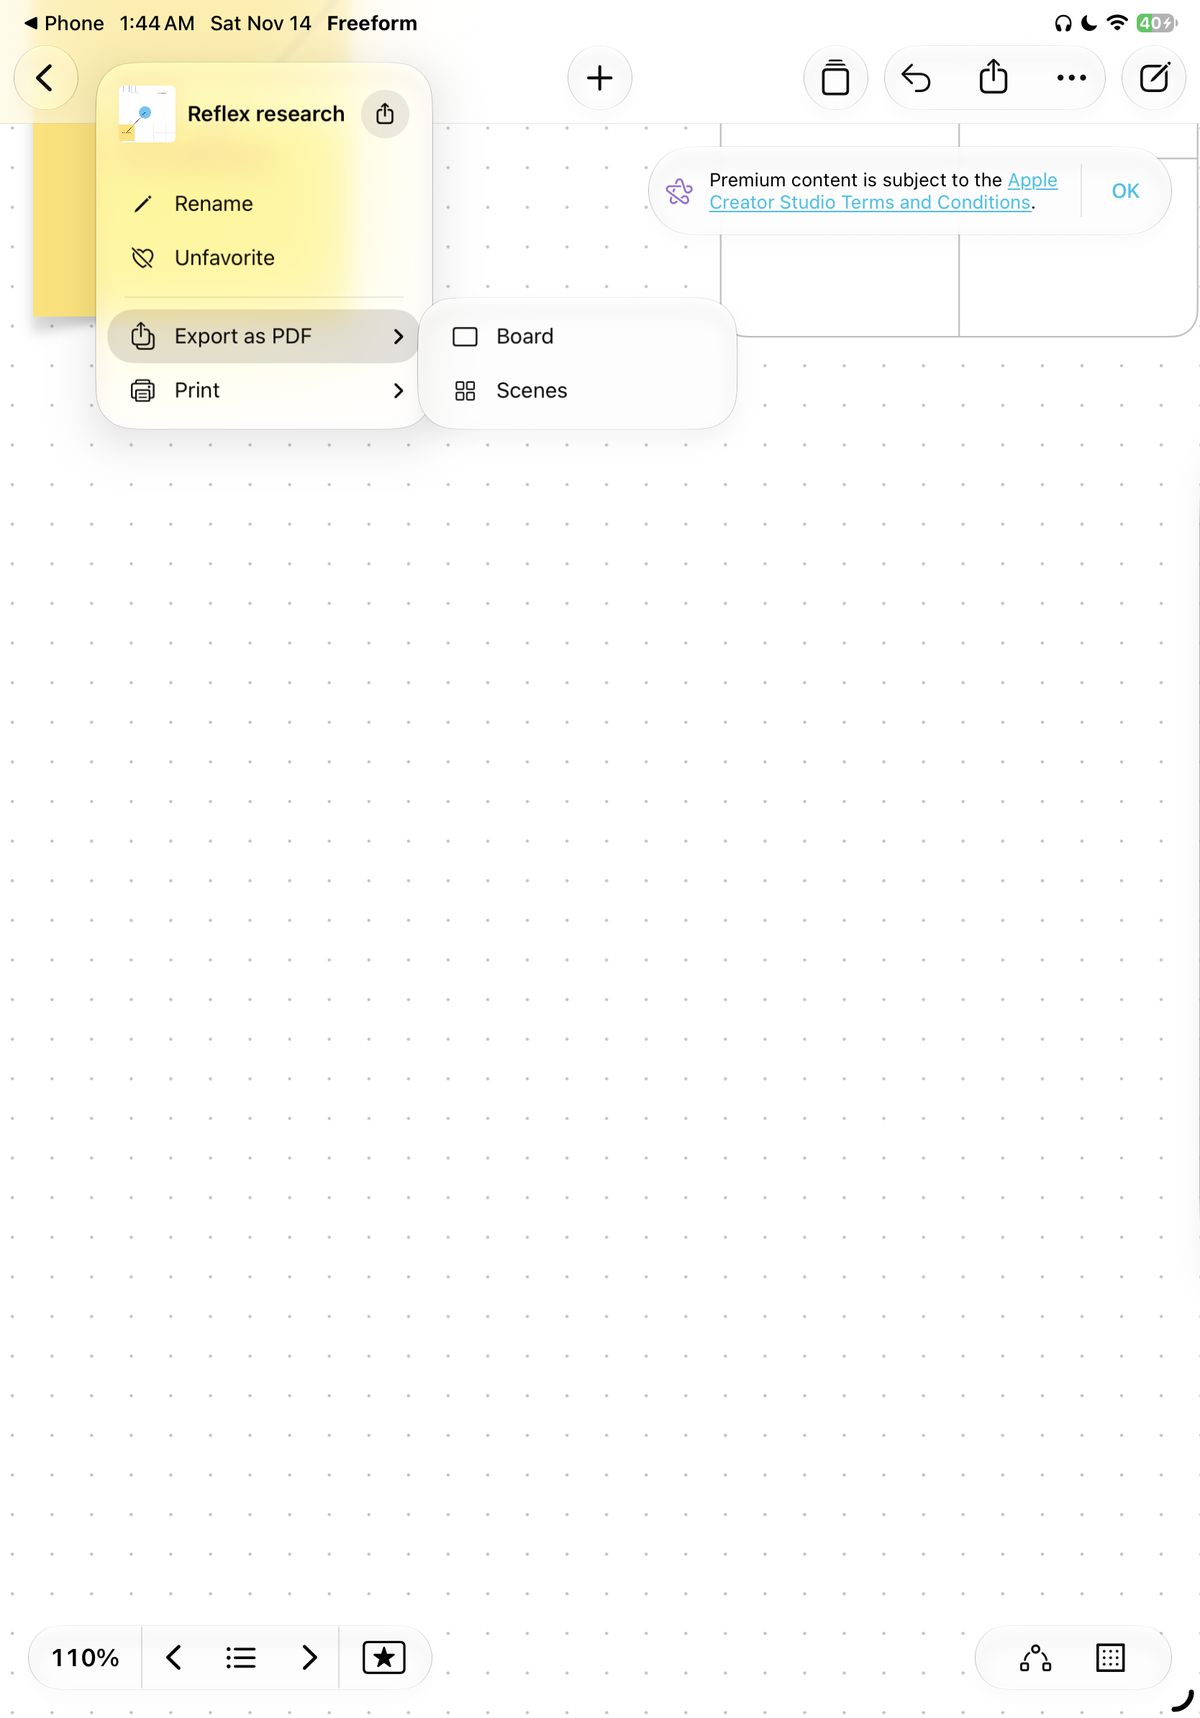 Phone 1:44 AM Sat Nov 14 Freeform
40
Reflex research
Rename
Unfavorite
Export as PDF
Print
Board
Scenes
Premium content is subject to the Apple
Creator Studio Terms and Conditions.
OK
110%